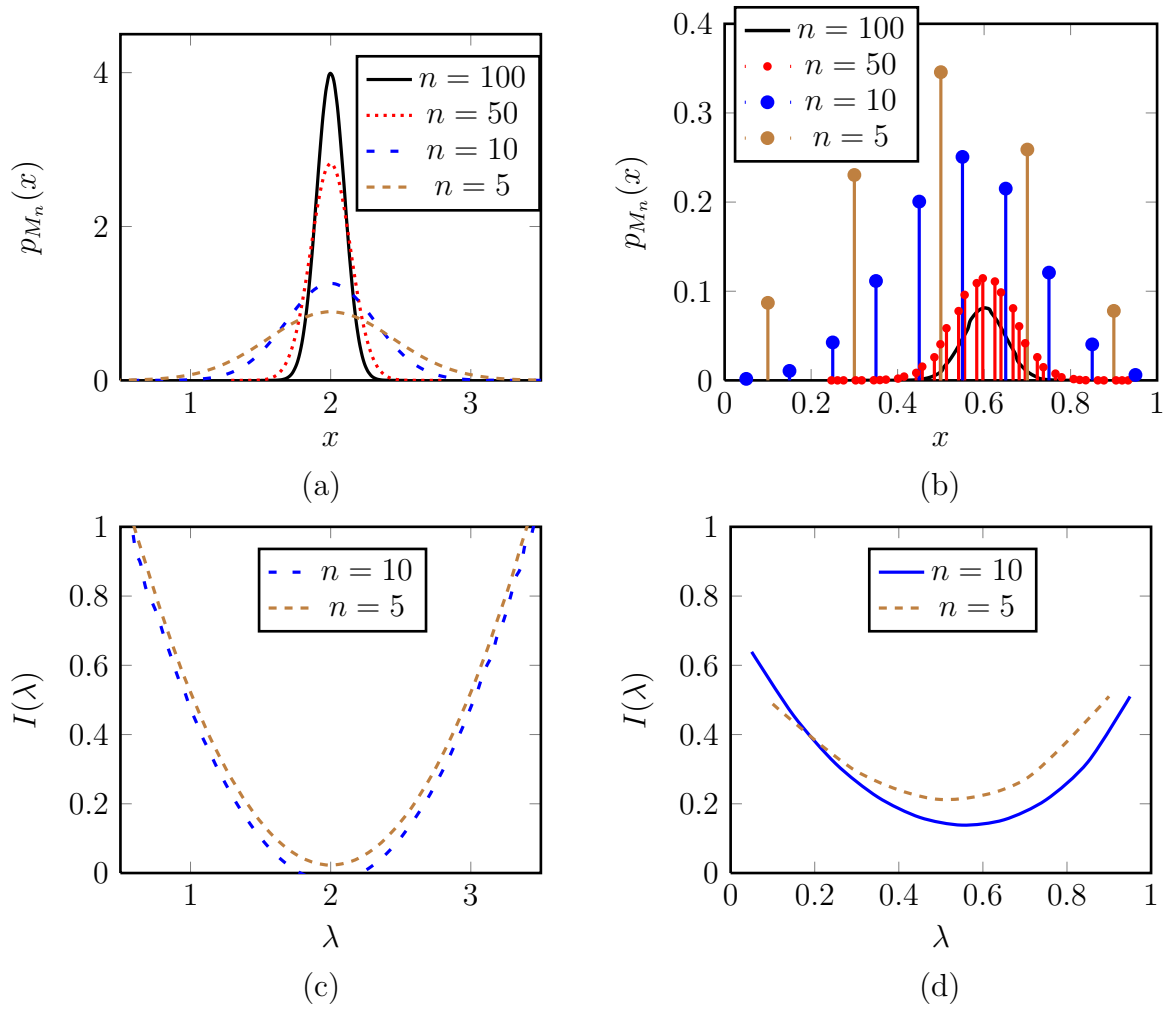 4
2
0
1
2
3
p_{M_n}(x)
x
n = 100
n = 50
n = 10
n = 5
(a)
0.4
0.3
0.2
0.1
0
0
0.2
0.4
0.6
0.8
1
p_{M_n}(x)
x
n = 100
n = 50
n = 10
n = 5
(b)
1
0.8
0.6
0.4
0.2
0
1
2
3
I(λ)
λ
n = 10
n = 5
(c)
1
0.8
0.6
0.4
0.2
0
0
0.2
0.4
0.6
0.8
1
I(λ)
λ
n = 10
n = 5
(d)